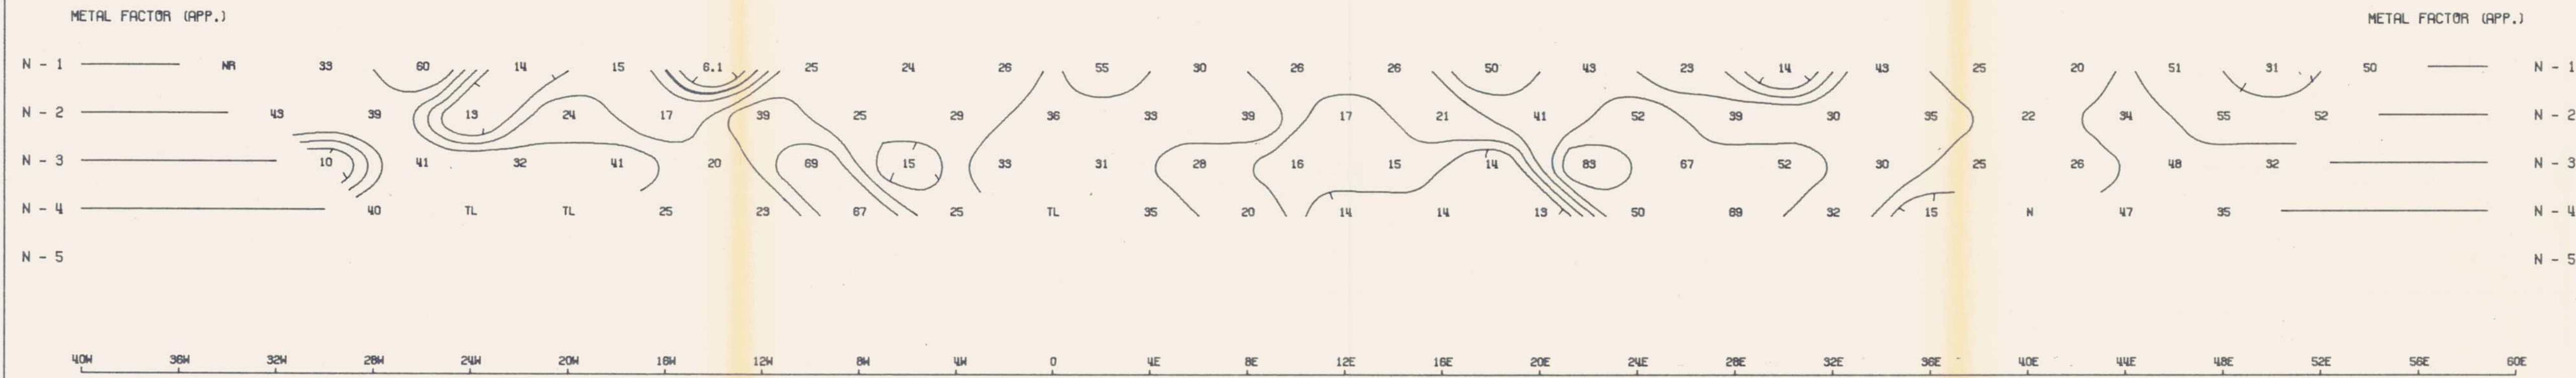 METAL FACTOR (APP.) METAL FACTOR (APP.)
N - 1 NR 33 60 14 15 6.1 25 24 26 26 55 30 26 26 50 43 23 14 43 25 20 51 31 50 N - 1
N - 2 43 39 13 24 17 39 25 29 36 33 39 17 21 41 52 39 30 35 22 34 55 52 N - 2
N - 3 10 41 32 41 20 69 15 33 31 28 16 15 14 83 67 52 30 25 26 48 32 N - 3
N - 4 40 TL TL 25 23 67 25 TL 35 20 14 14 13 50 69 32 15 N 47 35 N - 4
N - 5 N - 5
40W 36W 32W 28W 24W 20W 16W 12W 8W 4W 0 4E 8E 12E 16E 20E 24E 28E 32E 36E 40E 44E 48E 52E 56E 60E